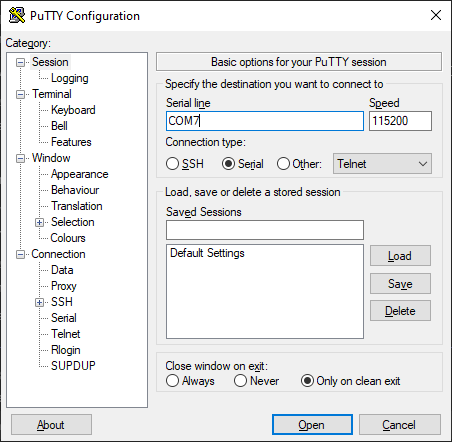 PuTTY Configuration
Category:
Session
Logging
Terminal
Keyboard
Bell
Features
Window
Appearance
Behaviour
Translation
Selection
Colours
Connection
Data
Proxy
SSH
Serial
Telnet
Rlogin
SUPDUP
Basic options for your PuTTY session
Specify the destination you want to connect to
Serial line Speed
COM7 115200
Connection type:
SSH Serial Other: Telnet
Load, save or delete a stored session
Saved Sessions
Default Settings
Load
Save
Delete
Close window on exit:
Always Never Only on clean exit
About Open Cancel